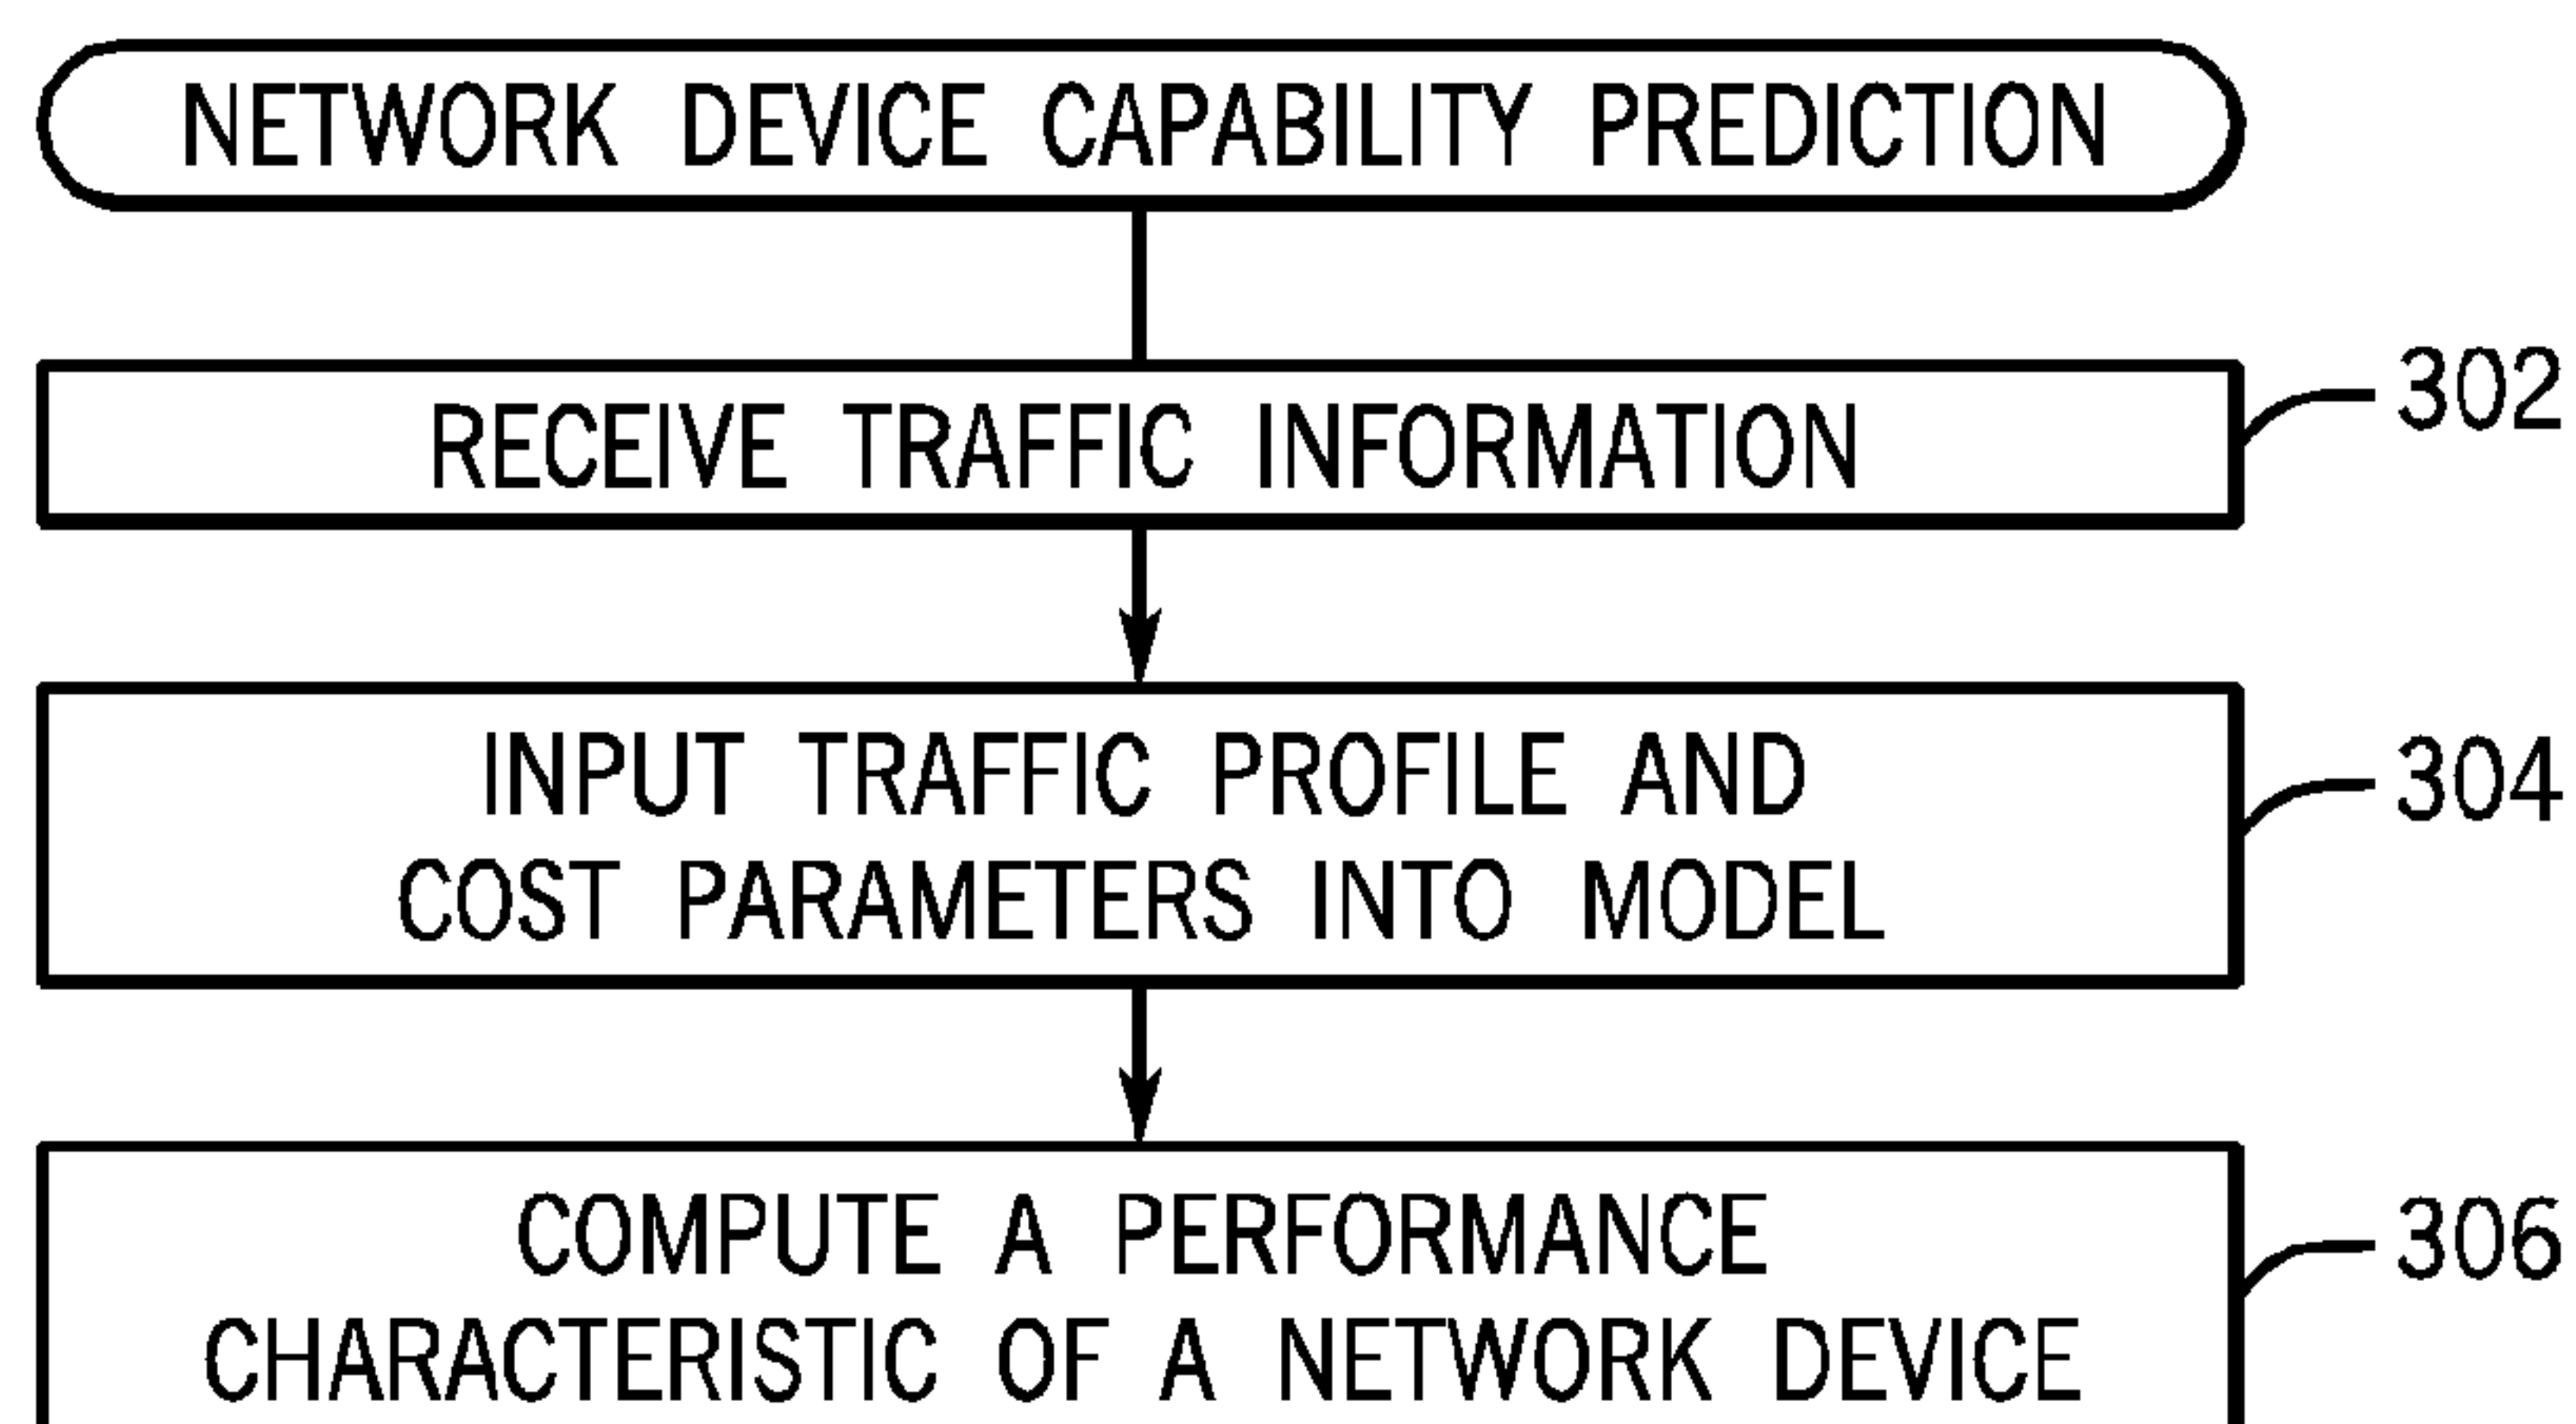 NETWORK DEVICE CAPABILITY PREDICTION
RECEIVE TRAFFIC INFORMATION
302
INPUT TRAFFIC PROFILE AND
COST PARAMETERS INTO MODEL
304
COMPUTE A PERFORMANCE
CHARACTERISTIC OF A NETWORK DEVICE
306